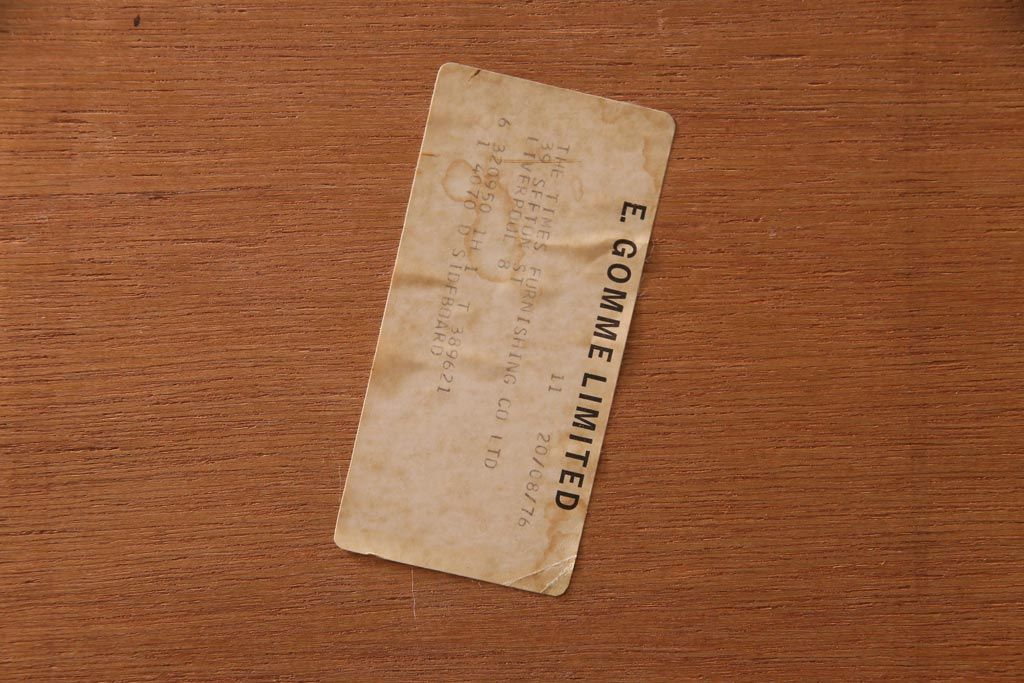 E. GOMME LIMITED
11 20/08/76
THE TIMES FURNISHING CO LTD
39 SEFTON ST
LIVERPOOL 8
6 320950 1H 1 T 389621
1 4070 D SIDEBOARD